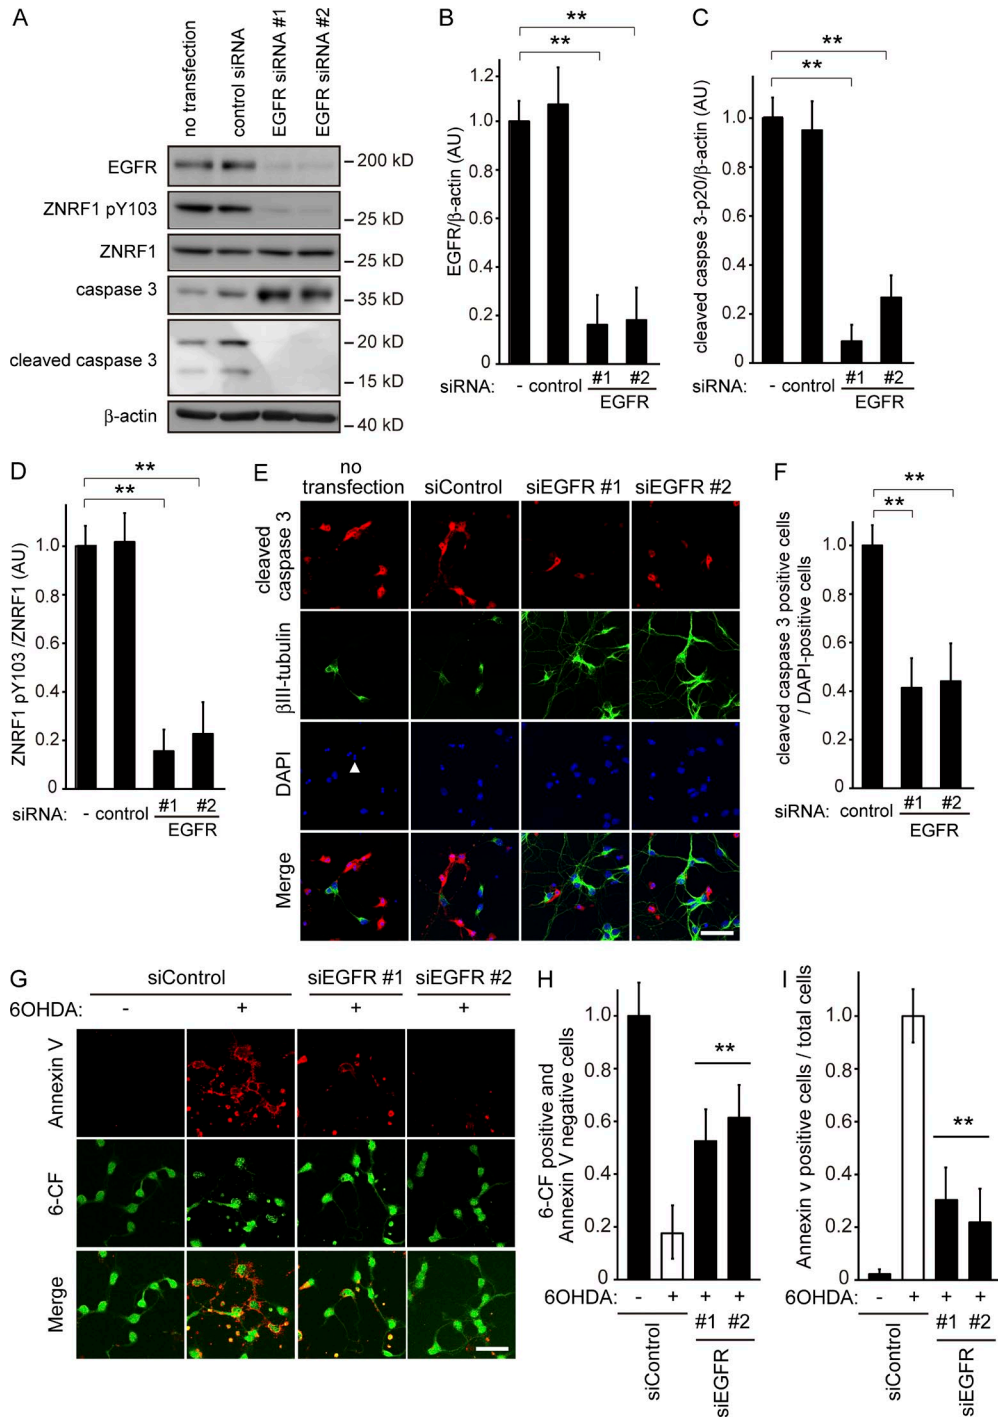 A
no transfection
control siRNA
EGFR siRNA #1
EGFR siRNA #2
EGFR
– 200 kD
ZNRF1 pY103
– 25 kD
ZNRF1
– 25 kD
caspase 3
– 35 kD
cleaved caspase 3
– 20 kD
– 15 kD
β-actin
– 40 kD
B
**
**
EGFR/β-actin (AU)
1.2
1.0
0.8
0.6
0.4
0.2
0
siRNA: - control #1 #2
EGFR
C
**
**
cleaved caspse 3-p20/β-actin (AU)
1.0
0.8
0.6
0.4
0.2
0
siRNA: - control #1 #2
EGFR
D
**
**
ZNRF1 pY103 /ZNRF1 (AU)
1.0
0.8
0.6
0.4
0.2
0
siRNA: - control #1 #2
EGFR
E
no transfection
siControl
siEGFR #1
siEGFR #2
cleaved caspase 3
βIII-tubulin
DAPI
Merge
F
**
**
cleaved caspase 3 positive cells
/ DAPI-positive cells
1.0
0.8
0.6
0.4
0.2
0
siRNA: control #1 #2
EGFR
G
siControl
siEGFR #1
siEGFR #2
6OHDA: - + + +
Annexin V
6-CF
Merge
H
6-CF positive and
Annexin V negative cells
1.0
0.8
0.6
0.4
0.2
0
**
6OHDA: - + + +
#1 #2
siControl
siEGFR
I
Annexin v positive cells / total cells
1.0
0.8
0.6
0.4
0.2
0
**
6OHDA: - + + +
#1 #2
siControl
siEGFR